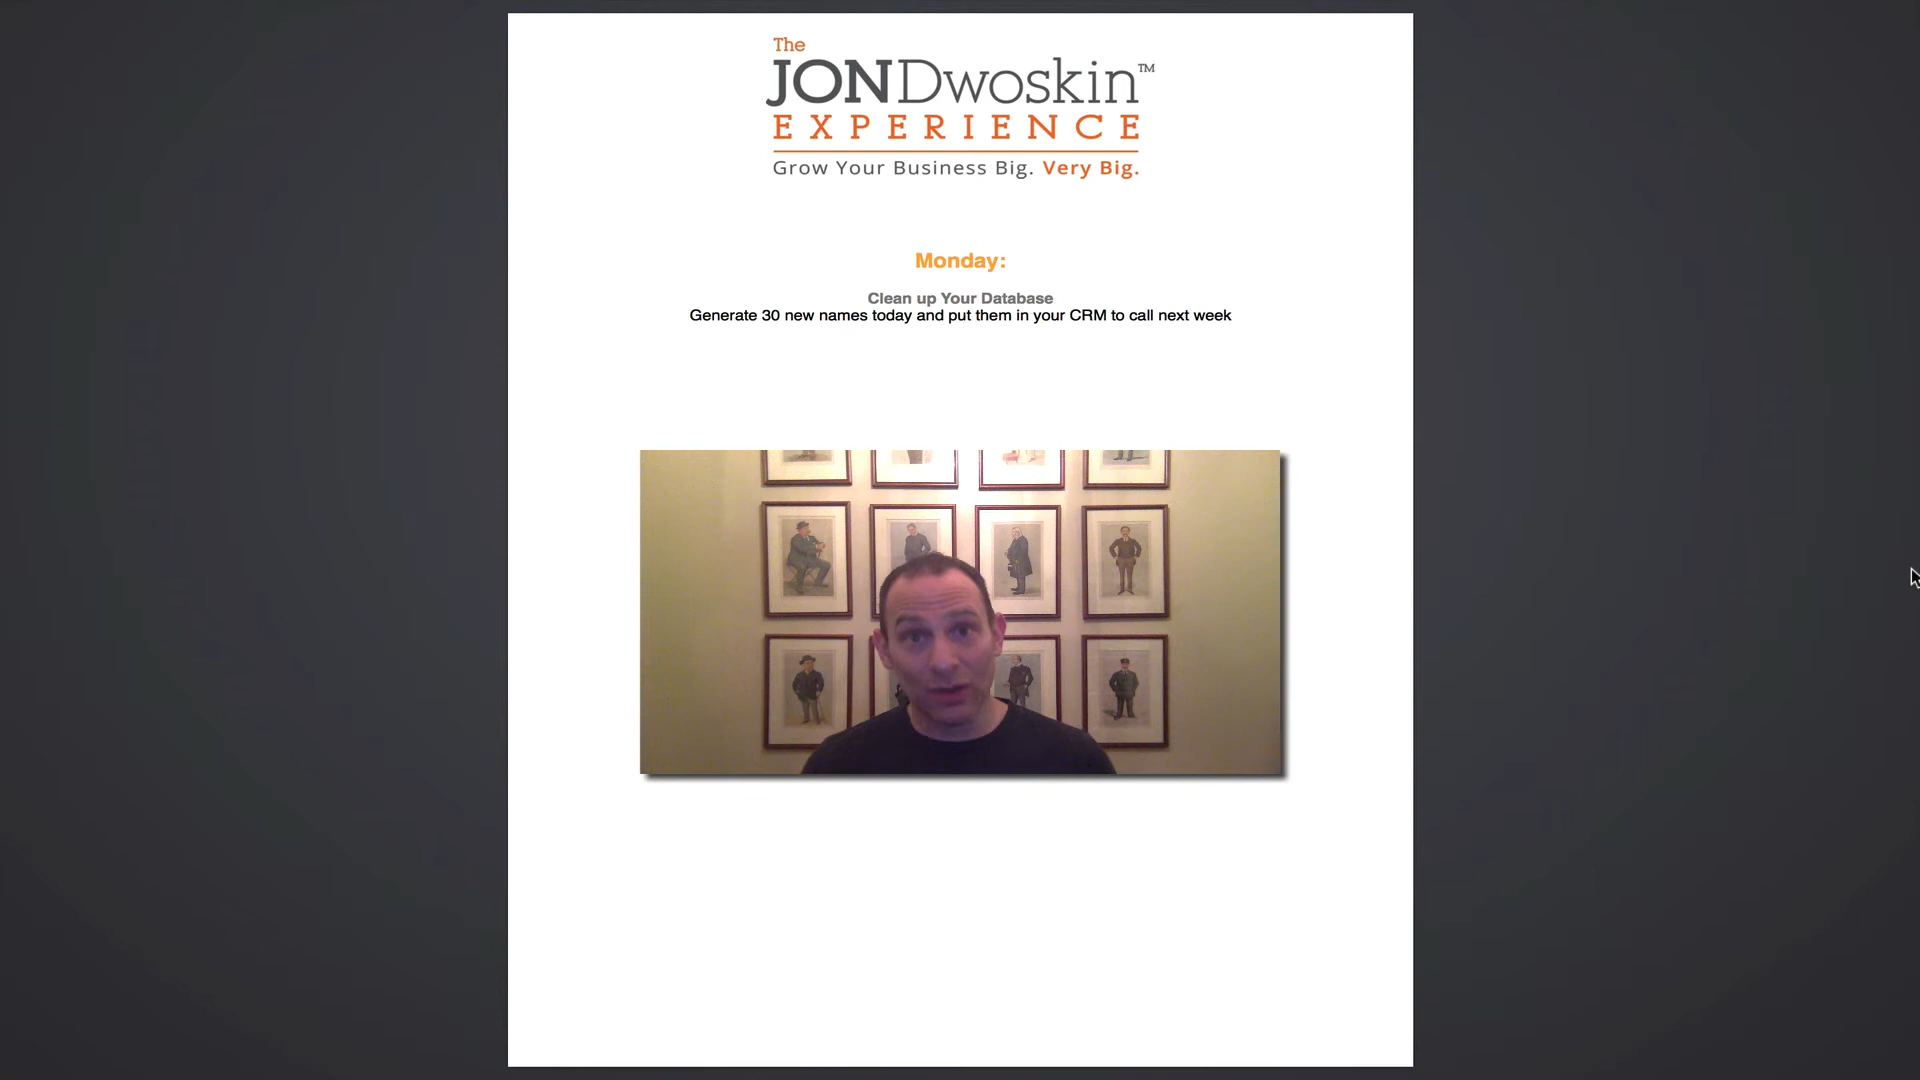 The
JONDwoskin™
EXPERIENCE
Grow Your Business Big. Very Big.
Monday:
Clean up Your Database
Generate 30 new names today and put them in your CRM to call next week